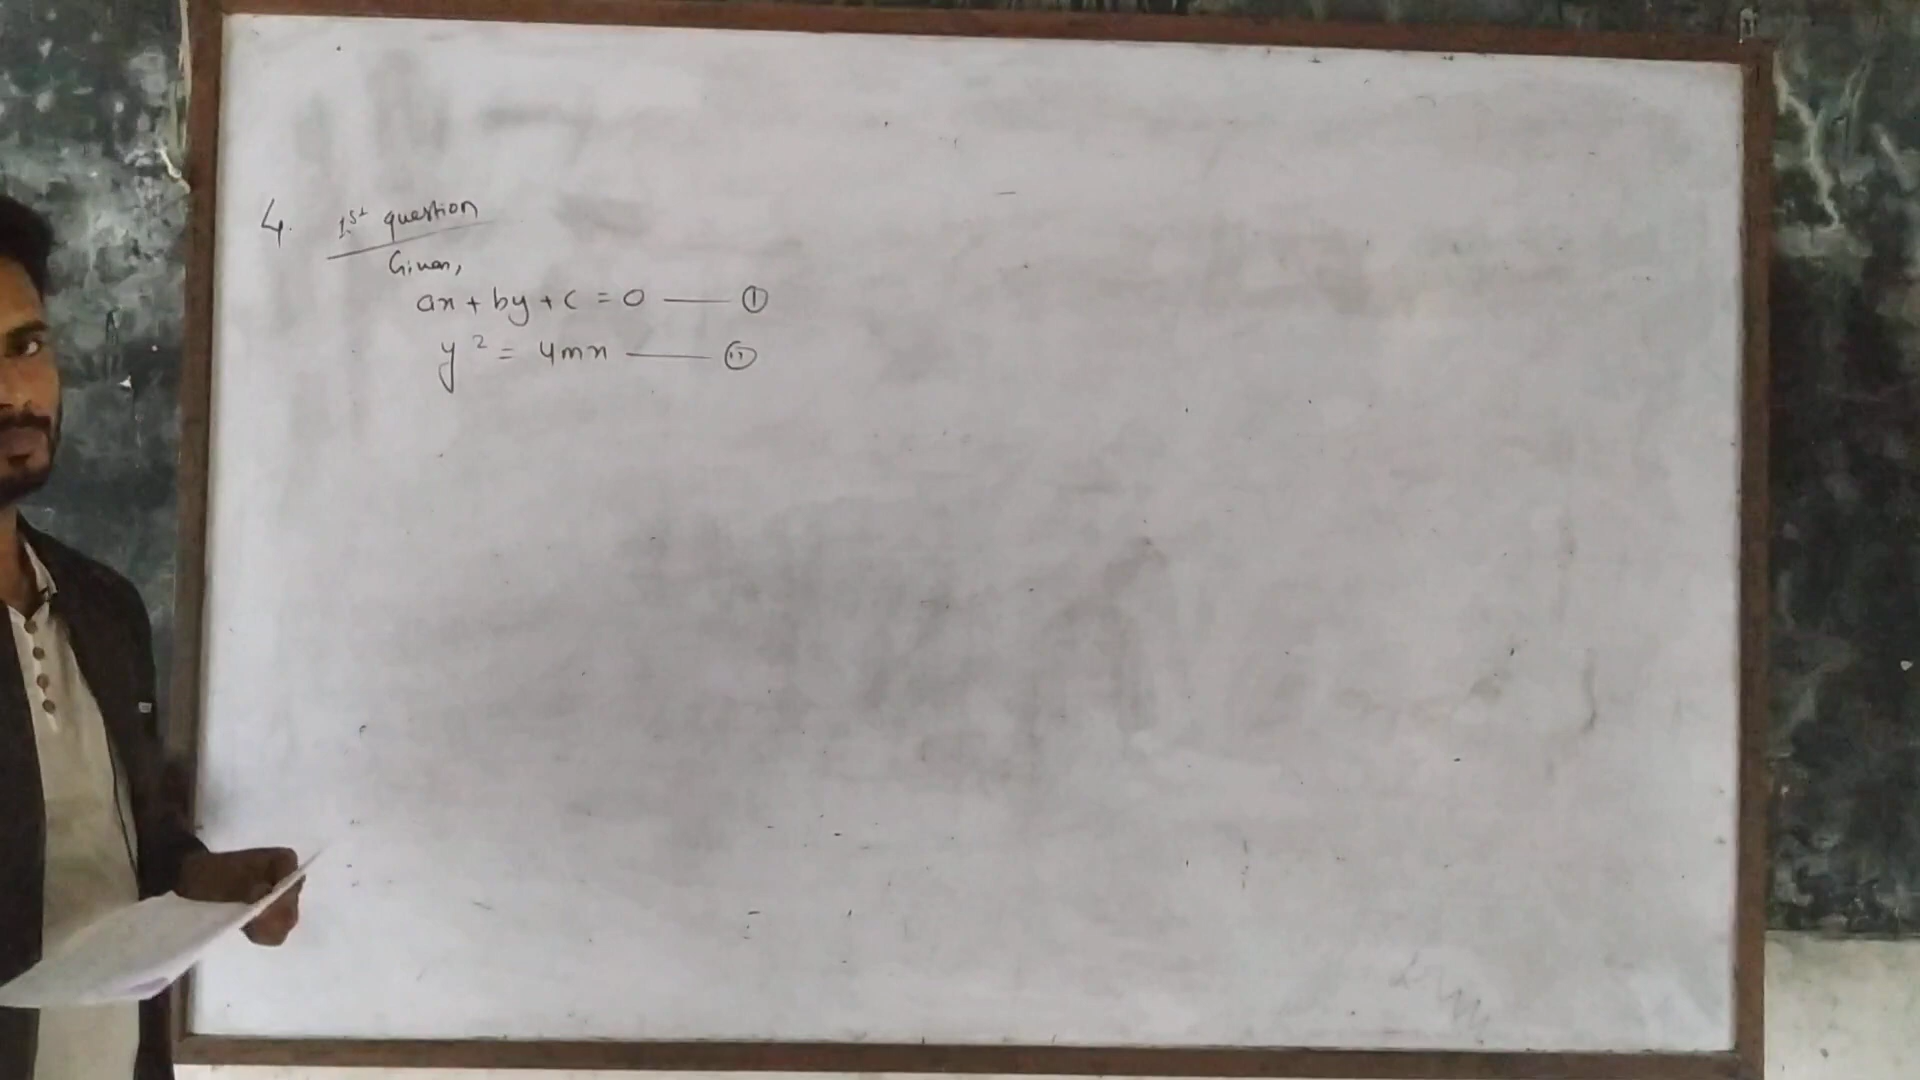 4. 1st question
Given,
ax + by + c = 0 —— ①
y² = 4mx —— ②